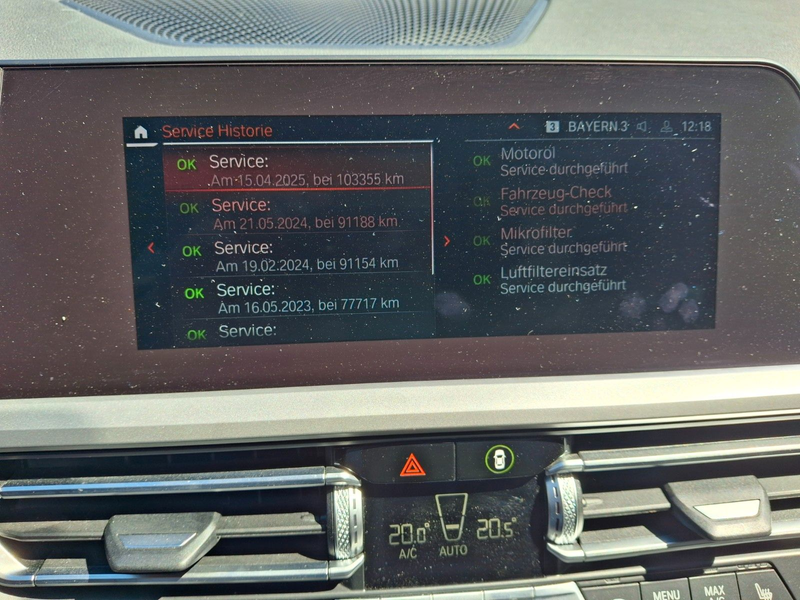 Service Historie
3 BAYERN 3 12:18
OK Service:
Am 15.04.2025, bei 103355 km
OK Service:
Am 21.05.2024, bei 91188 km
OK Service:
Am 19.02.2024, bei 91154 km
OK Service:
Am 16.05.2023, bei 77717 km
OK Service:
OK Motoröl
Service durchgeführt
OK Fahrzeug-Check
Service durchgeführt
OK Mikrofilter
Service durchgeführt
OK Luftfiltereinsatz
Service durchgeführt
20.0° 20.5°
A/C AUTO
MENU MAX
A/C